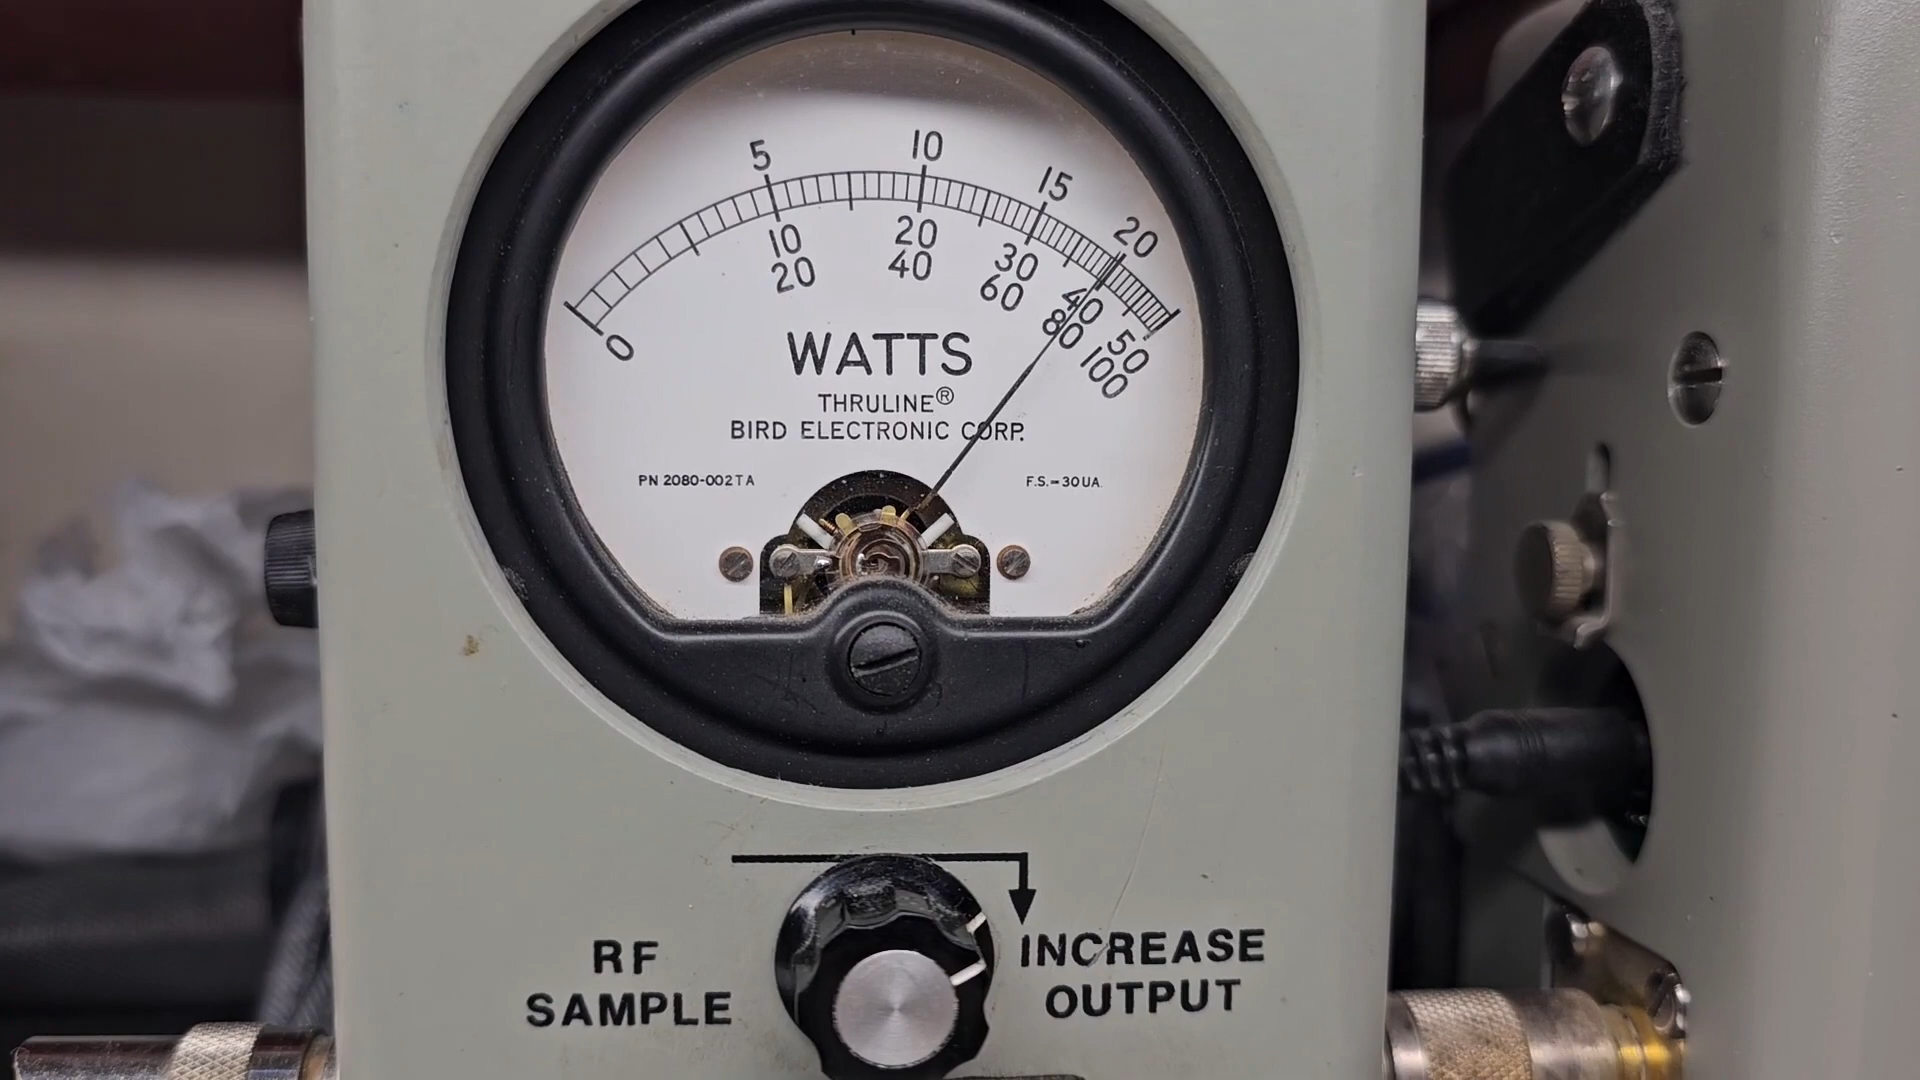 5 10 15 20
10 20 30 40 50
20 40 60 80 100
0
WATTS
THRULINE®
BIRD ELECTRONIC CORP.
PN 2080-002TA F.S.=30UA.
RF
SAMPLE
INCREASE
OUTPUT